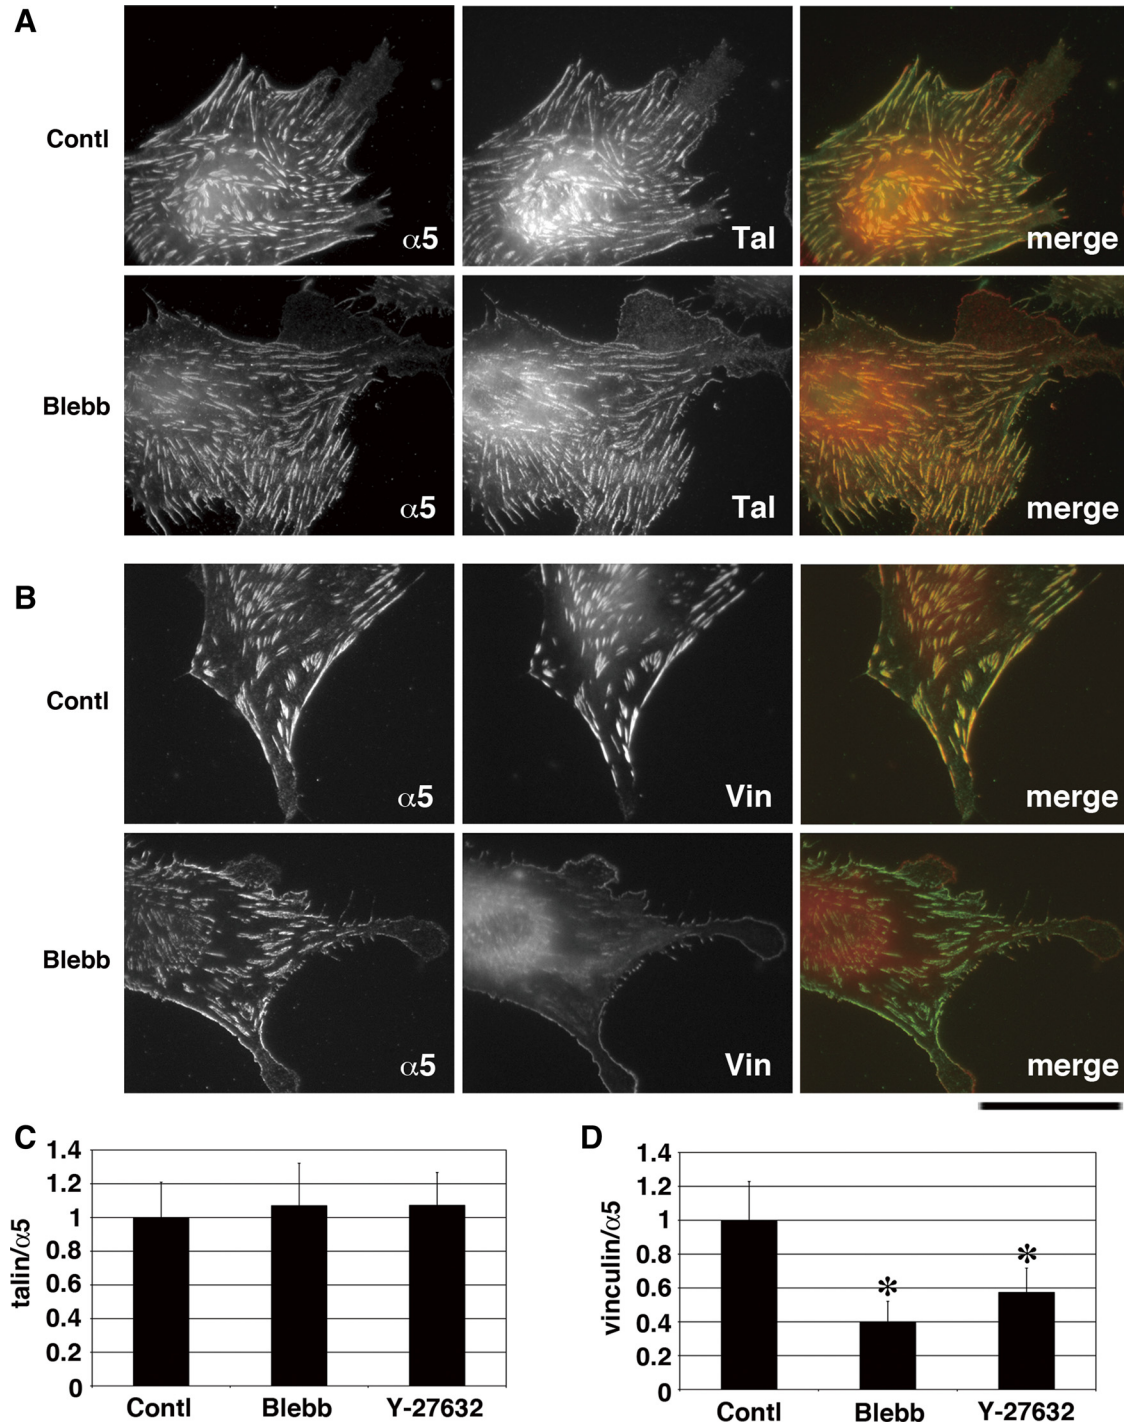 A
Contl
α5
Tal
merge
Blebb
α5
Tal
merge
B
Contl
α5
Vin
merge
Blebb
α5
Vin
merge
C
1.4
1.2
1
0.8
0.6
0.4
0.2
0
talin/α5
Contl
Blebb
Y-27632
D
1.4
1.2
1
0.8
0.6
0.4
0.2
0
vinculin/α5
*
*
Contl
Blebb
Y-27632